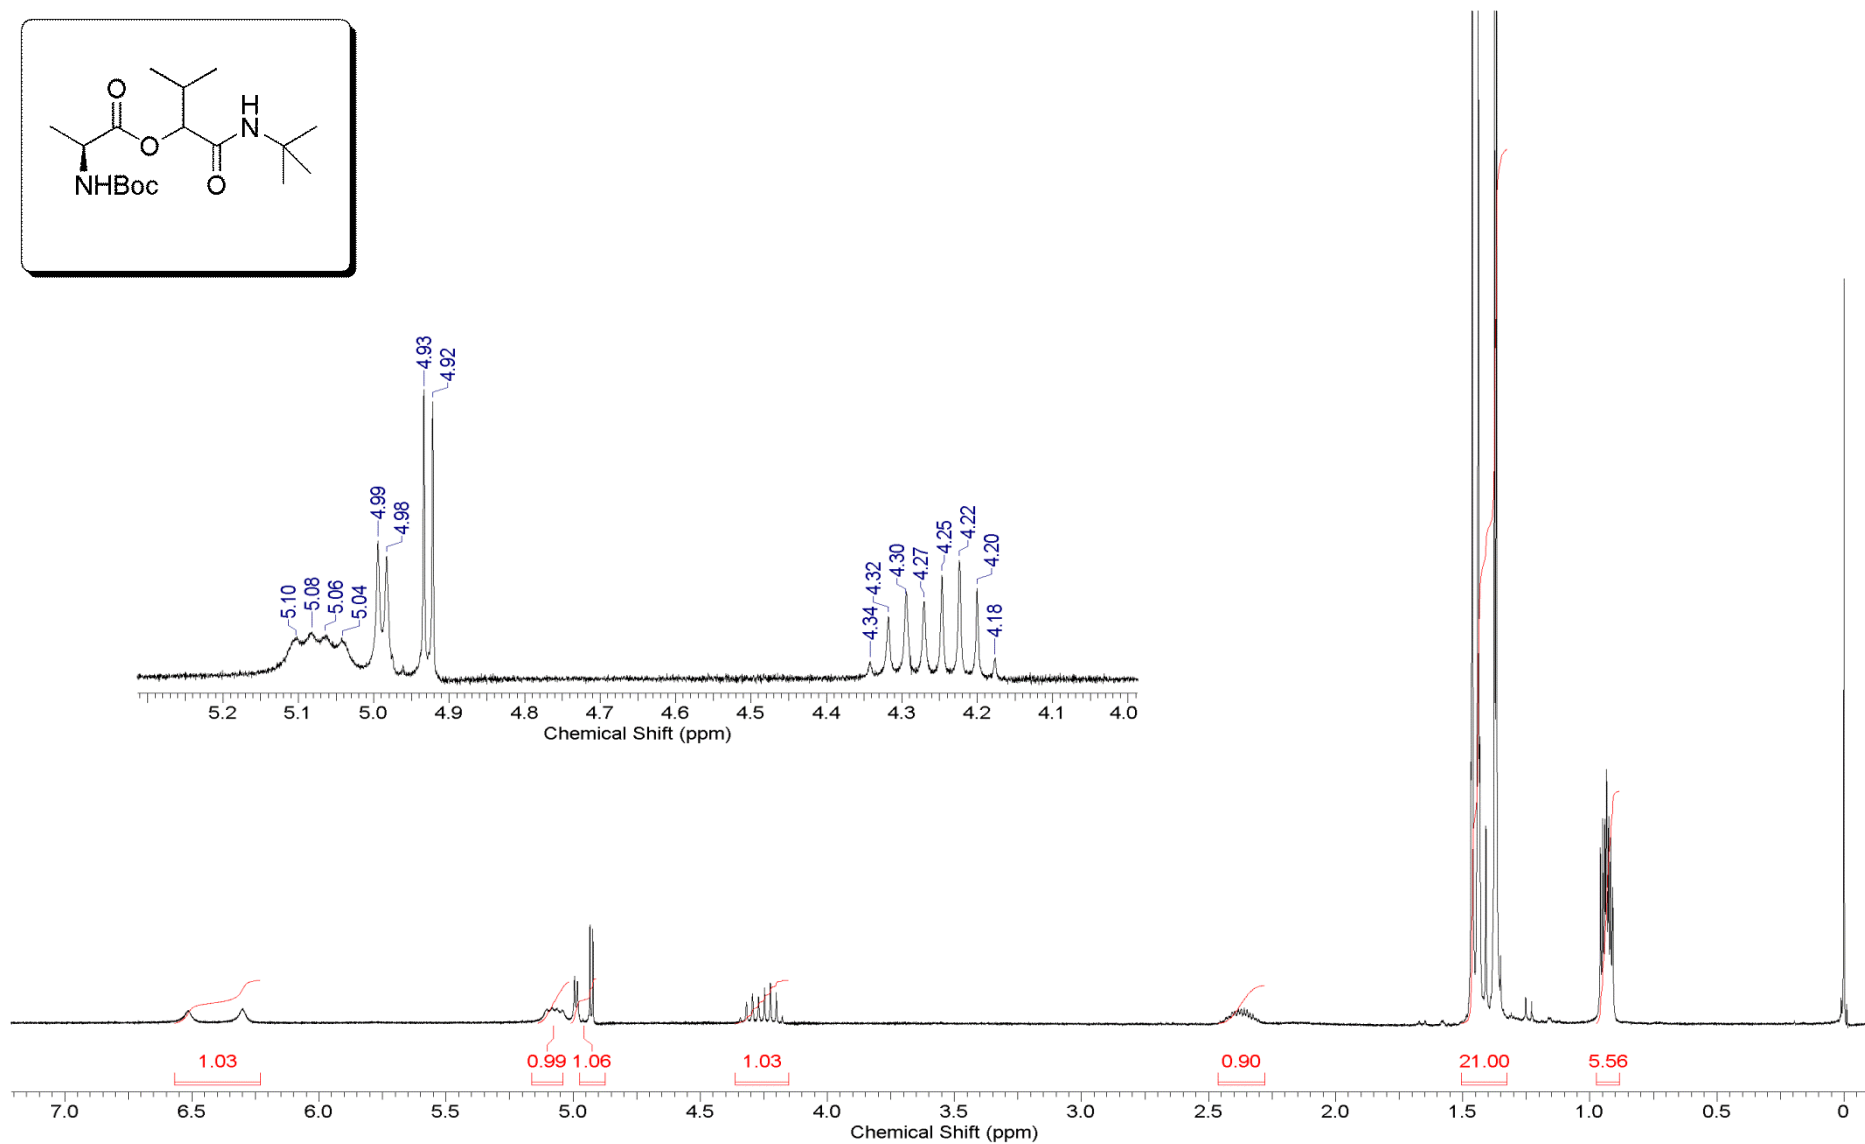 O
O
H
N
O
NHBoc
5.10
5.08
5.06
5.04
4.99
4.98
4.93
4.92
4.34
4.32
4.30
4.27
4.25
4.22
4.20
4.18
5.2 5.1 5.0 4.9 4.8 4.7 4.6 4.5 4.4 4.3 4.2 4.1 4.0
Chemical Shift (ppm)
1.03 0.99 1.06 1.03 0.90 21.00 5.56
7.0 6.5 6.0 5.5 5.0 4.5 4.0 3.5 3.0 2.5 2.0 1.5 1.0 0.5 0
Chemical Shift (ppm)